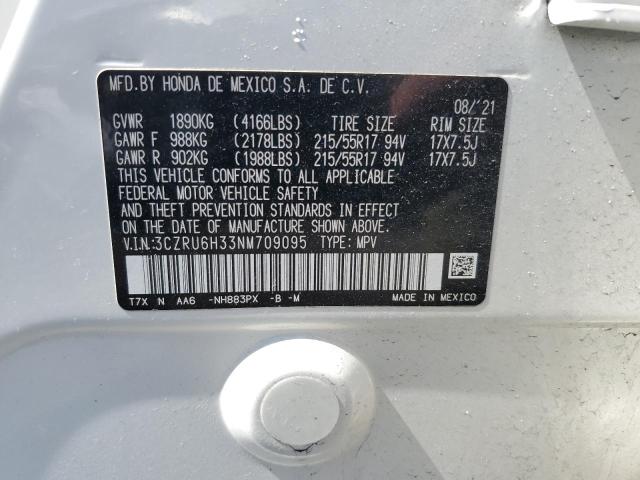 MFD.BY HONDA DE MEXICO S.A. DE C.V.
08/'21
GVWR 1890KG (4166LBS) TIRE SIZE RIM SIZE
GAWR F 988KG (2178LBS) 215/55R17 94V 17X7.5J
GAWR R 902KG (1988LBS) 215/55R17 94V 17X7.5J
THIS VEHICLE CONFORMS TO ALL APPLICABLE
FEDERAL MOTOR VEHICLE SAFETY
AND THEFT PREVENTION STANDARDS IN EFFECT
ON THE DATE OF MANUFACTURE SHOWN ABOVE.
V.I.N:3CZRU6H33NM709095 TYPE: MPV
T7X N AA6 -NH883PX -B -M MADE IN MEXICO